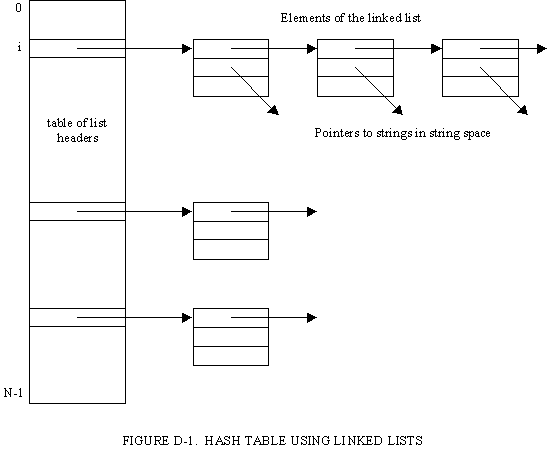 0
Elements of the linked list
i
table of list
headers
Pointers to strings in string space
N-1
FIGURE D-1. HASH TABLE USING LINKED LISTS